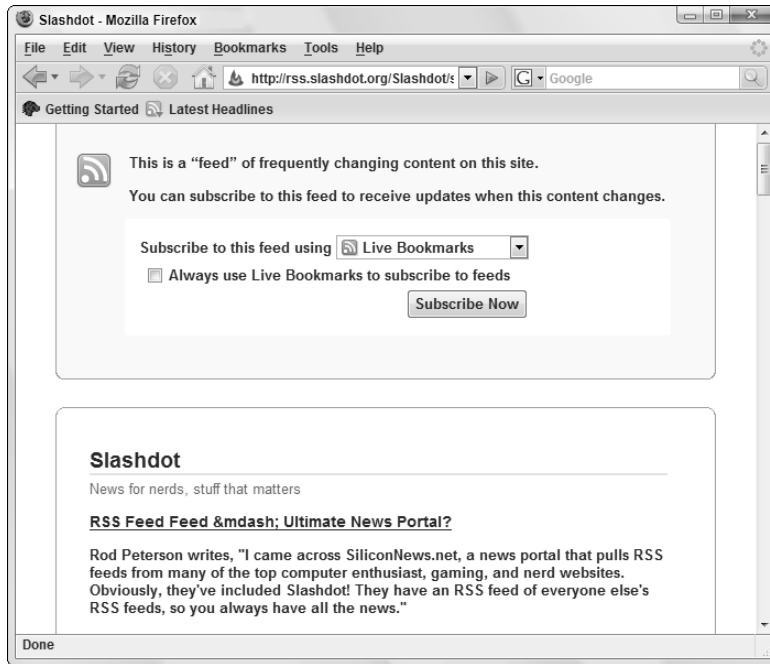 Slashdot - Mozilla Firefox
File Edit View History Bookmarks Tools Help
http://rss.slashdot.org/Slashdot/s
G Google
Getting Started Latest Headlines
This is a “feed” of frequently changing content on this site.
You can subscribe to this feed to receive updates when this content changes.
Subscribe to this feed using Live Bookmarks
Always use Live Bookmarks to subscribe to feeds
Subscribe Now
Slashdot
News for nerds, stuff that matters
RSS Feed Feed &mdash; Ultimate News Portal?
Rod Peterson writes, "I came across SiliconNews.net, a news portal that pulls RSS
feeds from many of the top computer enthusiast, gaming, and nerd websites.
Obviously, they've included Slashdot! They have an RSS feed of everyone else's
RSS feeds, so you always have all the news."
Done